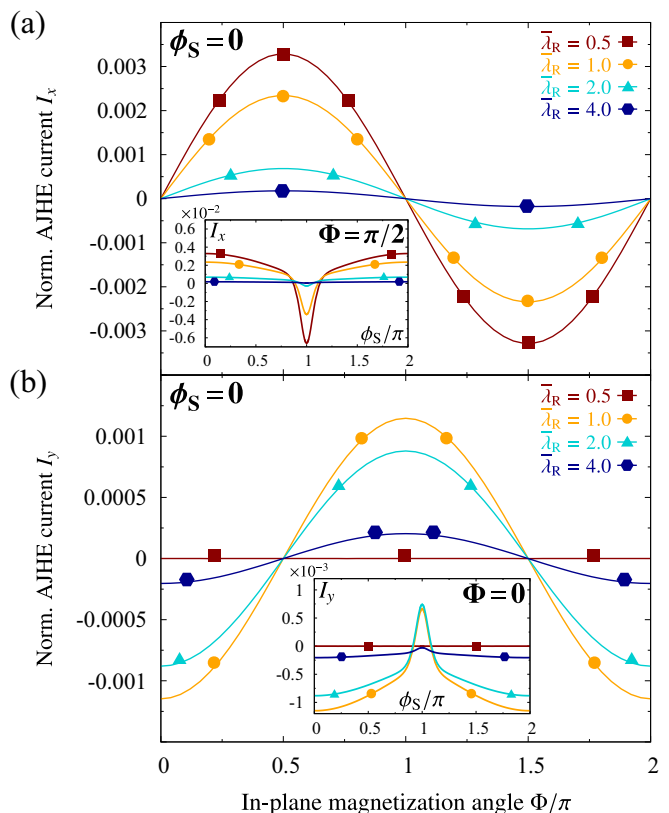 (a)
ϕS = 0
λ̄R = 0.5
λ̄R = 1.0
λ̄R = 2.0
λ̄R = 4.0
Norm. AJHE current Ix
0.003
0.002
0.001
0
-0.001
-0.002
-0.003
×10−2
Ix
Φ = π/2
0.6
0.4
0.2
0
-0.2
-0.4
-0.6
0 0.5 1 1.5 2
ϕS/π
(b)
ϕS = 0
λ̄R = 0.5
λ̄R = 1.0
λ̄R = 2.0
λ̄R = 4.0
Norm. AJHE current Iy
0.001
0.0005
0
-0.0005
-0.001
×10−3
Iy
Φ = 0
1
0.5
0
-0.5
-1
ϕS/π
0 0.5 1 1.5 2
0 0.5 1 1.5 2
In-plane magnetization angle Φ/π